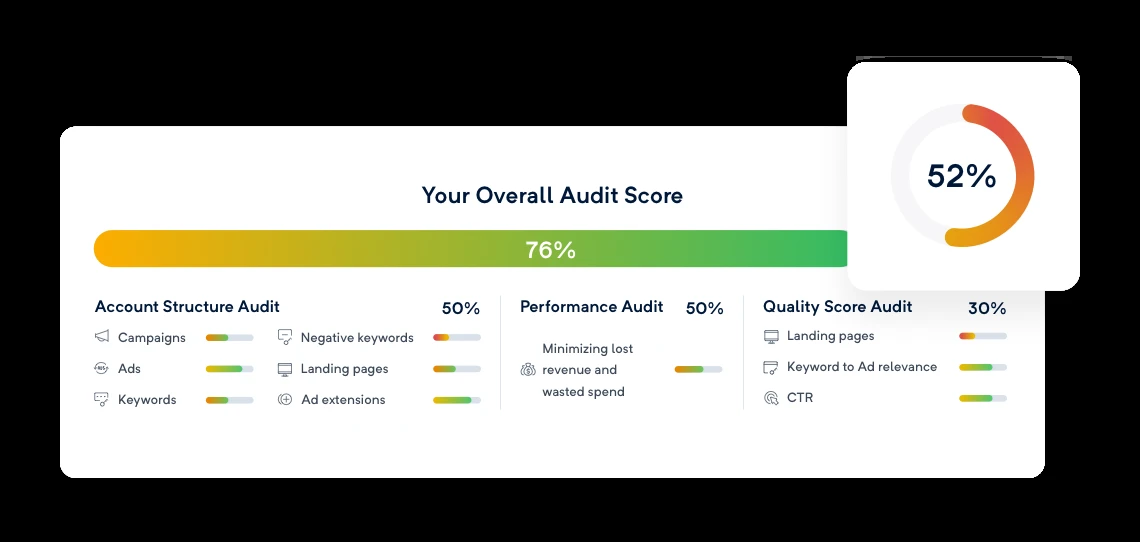 52%
Your Overall Audit Score
76%
Account Structure Audit 50%
Campaigns
Ads
Keywords
Negative keywords
Landing pages
Ad extensions
Performance Audit 50%
Minimizing lost
revenue and
wasted spend
Quality Score Audit 30%
Landing pages
Keyword to Ad relevance
CTR